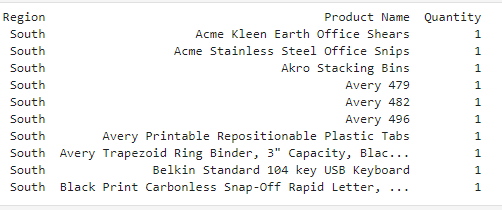 Region Product Name Quantity
South Acme Kleen Earth Office Shears 1
South Acme Stainless Steel Office Snips 1
South Akro Stacking Bins 1
South Avery 479 1
South Avery 482 1
South Avery 496 1
South Avery Printable Repositionable Plastic Tabs 1
South Avery Trapezoid Ring Binder, 3" Capacity, Blac... 1
South Belkin Standard 104 key USB Keyboard 1
South Black Print Carbonless Snap-Off Rapid Letter, ... 1